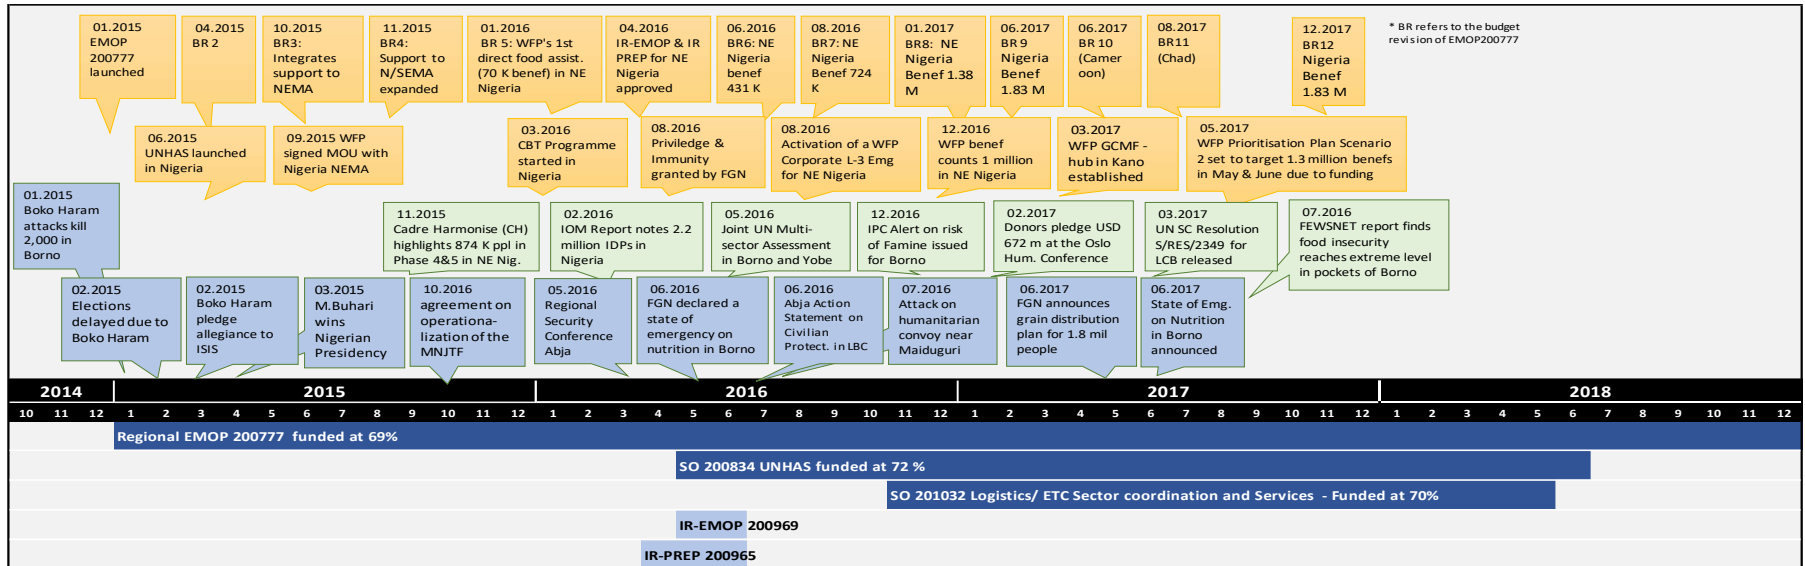 01.2015
EMOP
200777
launched
04.2015
BR 2
10.2015
BR3:
Integrates
support to
NEMA
11.2015
BR4:
Support to
N/SEMA
expanded
01.2016
BR 5: WFP's 1st
direct food assist.
(70 K benef) in NE
Nigeria
04.2016
IR-EMOP & IR
PREP for NE
Nigeria
approved
06.2016
BR6: NE
Nigeria
benef
431 K
08.2016
BR7: NE
Nigeria
Benef 724
K
01.2017
BR8: NE
Nigeria
Benef 1.38
M
06.2017
BR 9
Nigeria
Benef
1.83 M
06.2017
BR 10
(Camer
oon)
08.2017
BR11
(Chad)
12.2017
BR12
Nigeria
Benef
1.83 M
* BR refers to the budget
revision of EMOP200777
06.2015
UNHAS launched
in Nigeria
09.2015 WFP
signed MOU with
Nigeria NEMA
03.2016
CBT Programme
started in
Nigeria
08.2016
Priviledge &
Immunity
granted by FGN
08.2016
Activation of a WFP
Corporate L-3 Emg
for NE Nigeria
12.2016
WFP benef
counts 1 million
in NE Nigeria
03.2017
WFP GCMF -
hub in Kano
established
05.2017
WFP Prioritisation Plan Scenario
2 set to target 1.3 million benefs
in May & June due to funding
01.2015
Boko Haram
attacks kill
2,000 in
Borno
11.2015
Cadre Harmonise (CH)
highlights 874 K ppl in
Phase 4&5 in NE Nig.
02.2016
IOM Report notes 2.2
million IDPs in
Nigeria
05.2016
Joint UN Multi-
sector Assessment
in Borno and Yobe
12.2016
IPC Alert on risk
of Famine issued
for Borno
02.2017
Donors pledge USD
672 m at the Oslo
Hum. Conference
03.2017
UN SC Resolution
S/RES/2349 for
LCB released
07.2016
FEWSNET report finds
food insecurity
reaches extreme level
in pockets of Borno
02.2015
Elections
delayed due to
Boko Haram
02.2015
Boko Haram
pledge
allegiance to
ISIS
03.2015
M.Buhari
wins
Nigerian
Presidency
10.2016
agreement on
operationa-
lization of the
MNJTF
05.2016
Regional
Security
Conference
Abja
06.2016
FGN declared a
state of
emergency on
nutrition in Borno
06.2016
Abja Action
Statement on
Civilian
Protect. in LBC
07.2016
Attack on
humanitarian
convoy near
Maiduguri
06.2017
FGN announces
grain distribution
plan for 1.8 mil
people
06.2017
State of Emg.
on Nutrition
in Borno
announced
2014 2015 2016 2017 2018
10 11 12 1 2 3 4 5 6 7 8 9 10 11 12 1 2 3 4 5 6 7 8 9 10 11 12 1 2 3 4 5 6 7 8 9 10 11 12 1 2 3 4 5 6 7 8 9 10 11 12
Regional EMOP 200777 funded at 69%
SO 200834 UNHAS funded at 72 %
SO 201032 Logistics/ ETC Sector coordination and Services - Funded at 70%
IR-EMOP 200969
IR-PREP 200965